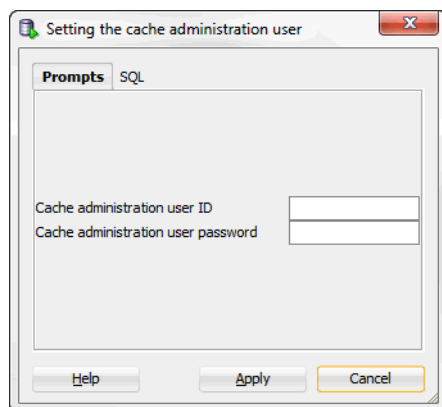 Setting the cache administration user
Prompts SQL
Cache administration user ID
Cache administration user password
Help Apply Cancel